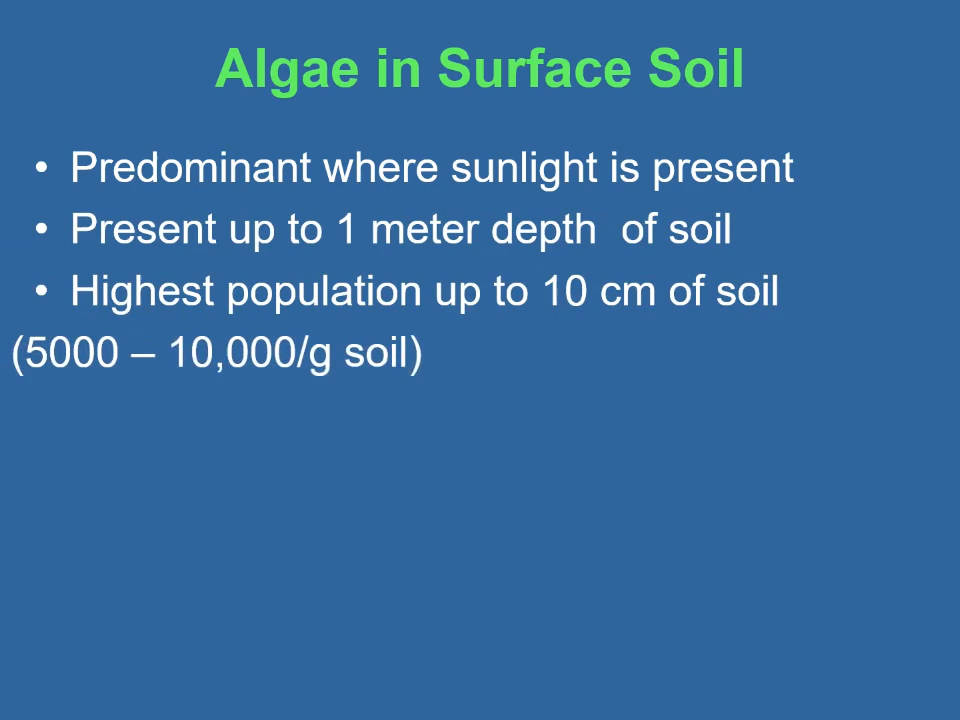 Algae in Surface Soil
• Predominant where sunlight is present
• Present up to 1 meter depth  of soil
• Highest population up to 10 cm of soil
(5000 – 10,000/g soil)